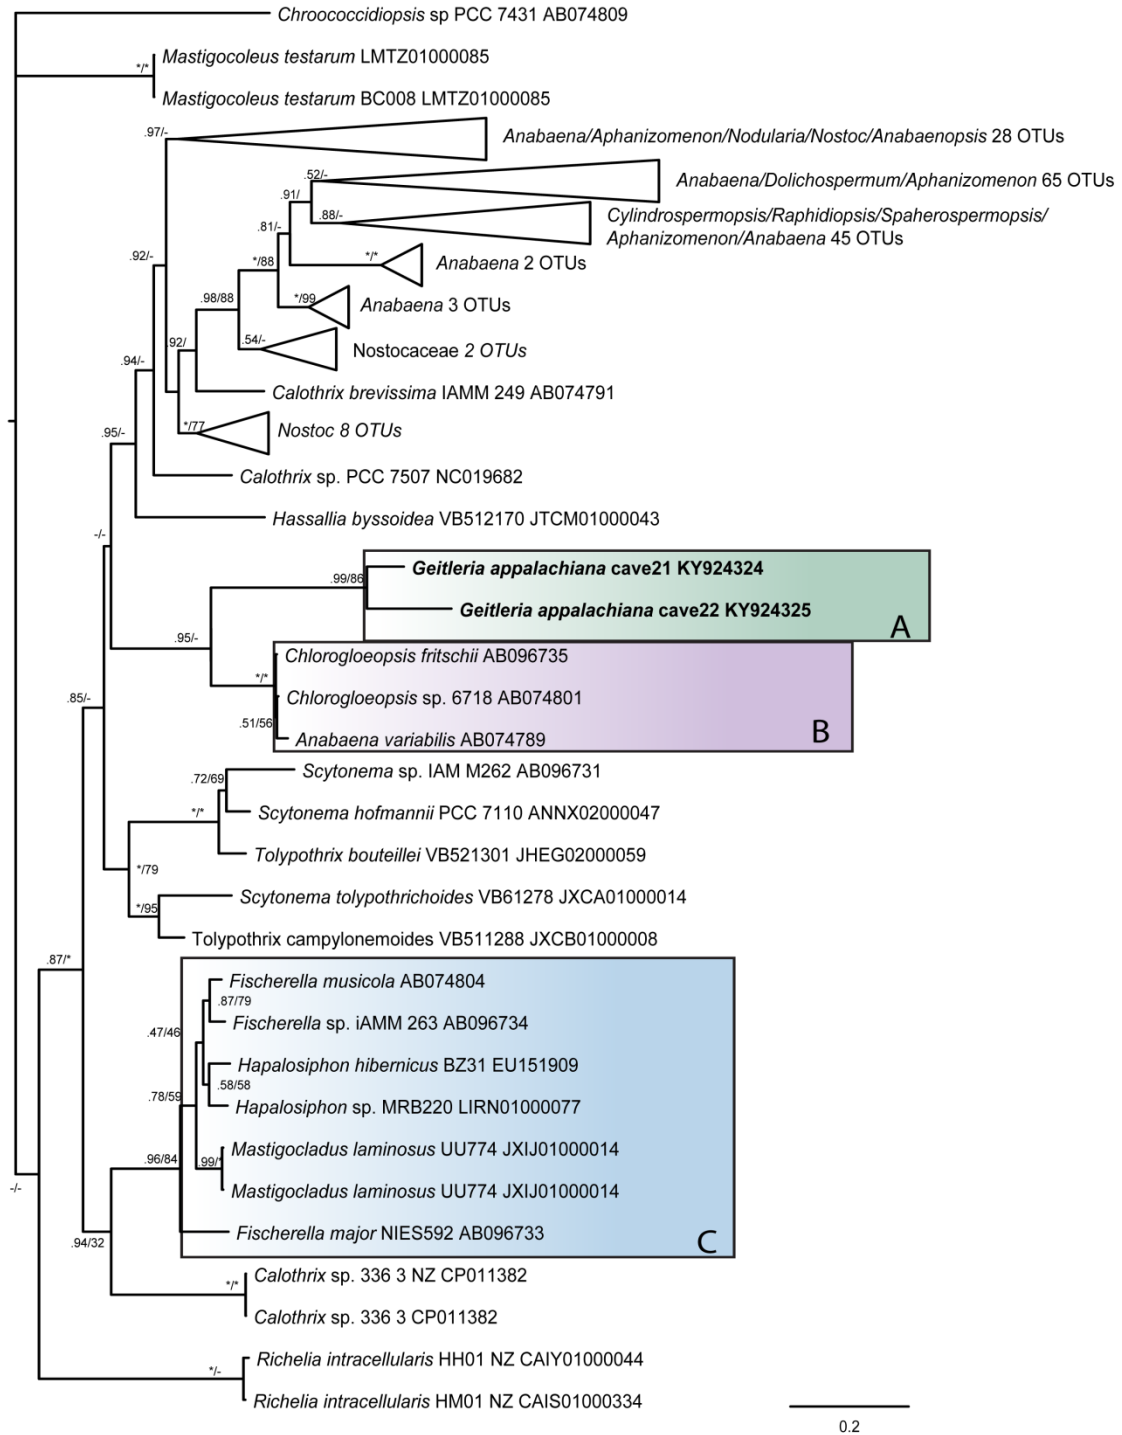 Chroococcidiopsis sp PCC 7431 AB074809
Mastigocoleus testarum LMTZ01000085
*/*
Mastigocoleus testarum BC008 LMTZ01000085
.97/-
Anabaena/Aphanizomenon/Nodularia/Nostoc/Anabaenopsis 28 OTUs
.52/-
Anabaena/Dolichospermum/Aphanizomenon 65 OTUs
.91/
.88/-
Cylindrospermopsis/Raphidiopsis/Spaherospermopsis/
Aphanizomenon/Anabaena 45 OTUs
.81/-
.92/-
*/88
*/*
Anabaena 2 OTUs
.98/88
*/99
Anabaena 3 OTUs
.92/
.54/-
Nostocaceae 2 OTUs
.94/-
Calothrix brevissima IAMM 249 AB074791
*/77
Nostoc 8 OTUs
.95/-
Calothrix sp. PCC 7507 NC019682
Hassallia byssoidea VB512170 JTCM01000043
-/-
.99/86
Geitleria appalachiana cave21 KY924324
Geitleria appalachiana cave22 KY924325
A
.95/-
Chlorogloeopsis fritschii AB096735
*/*
Chlorogloeopsis sp. 6718 AB074801
.85/-
.51/56
Anabaena variabilis AB074789
B
Scytonema sp. IAM M262 AB096731
.72/69
*/*
Scytonema hofmannii PCC 7110 ANNX02000047
Tolypothrix bouteillei VB521301 JHEG02000059
*/79
Scytonema tolypothrichoides VB61278 JXCA01000014
*/95
Tolypothrix campylonemoides VB511288 JXCB01000008
.87/*
Fischerella musicola AB074804
.87/79
Fischerella sp. iAMM 263 AB096734
.47/46
Hapalosiphon hibernicus BZ31 EU151909
.58/58
.78/59
Hapalosiphon sp. MRB220 LIRN01000077
Mastigocladus laminosus UU774 JXIJ01000014
.96/84
.99/*
Mastigocladus laminosus UU774 JXIJ01000014
-/-
Fischerella major NIES592 AB096733
C
.94/32
Calothrix sp. 336 3 NZ CP011382
*/*
Calothrix sp. 336 3 CP011382
Richelia intracellularis HH01 NZ CAIY01000044
*/-
Richelia intracellularis HM01 NZ CAIS01000334
0.2